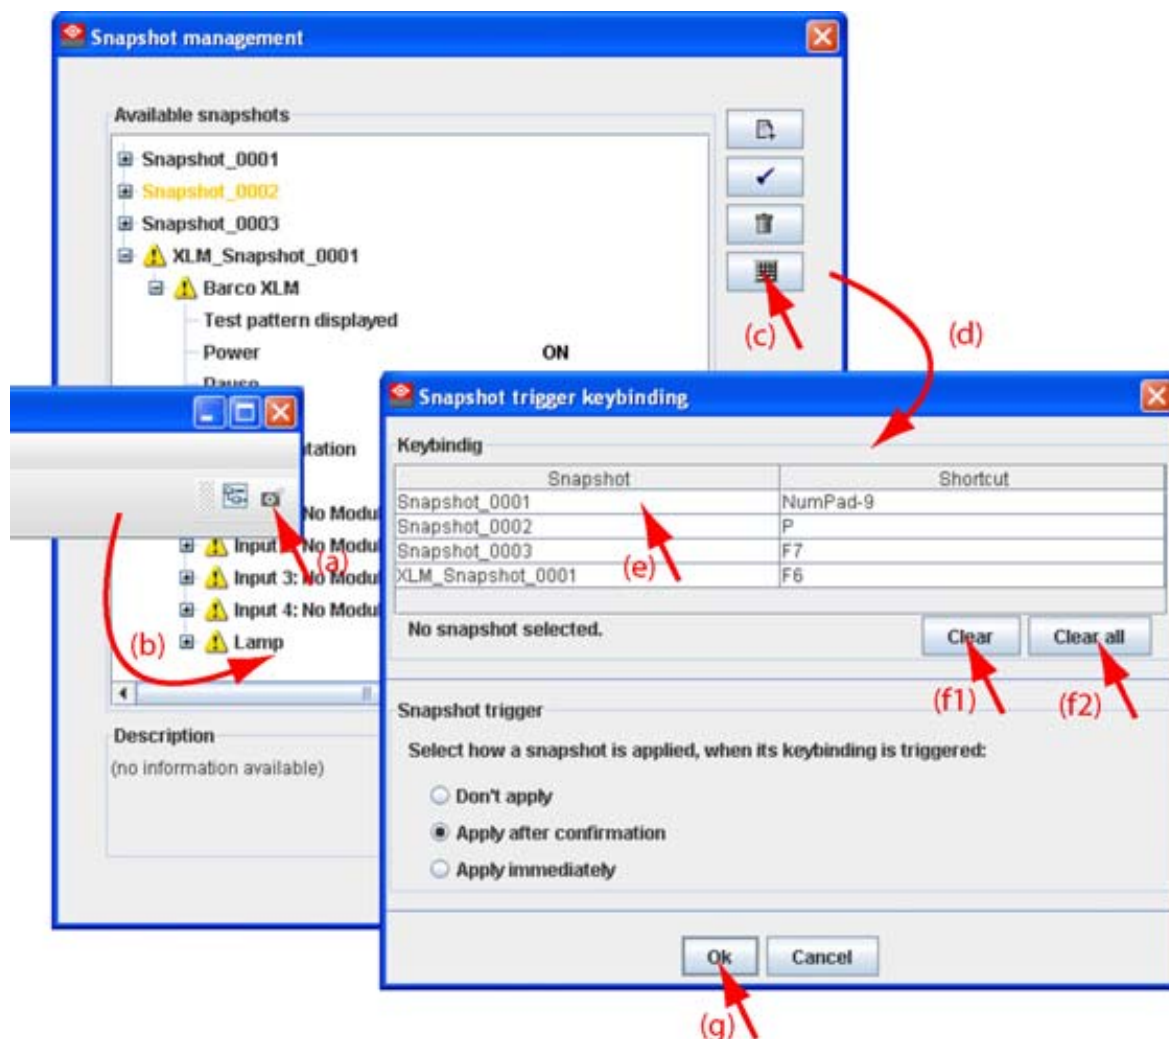 Snapshot management
Available snapshots
Snapshot_0001
Snapshot_0002
Snapshot_0003
XLM_Snapshot_0001
Barco XLM
Test pattern displayed
Power ON
(c)
(d)
Snapshot trigger keybinding
Keybindig
Snapshot Shortcut
Snapshot_0001 NumPad-9
Snapshot_0002 P
Snapshot_0003 F7
XLM_Snapshot_0001 F6
(e)
tation
No Modul
Input No Modul
(a)
Input 3: No Modul
Input 4: No Modul
Lamp
(b)
No snapshot selected.
Clear Clear all
(f1) (f2)
Snapshot trigger
Select how a snapshot is applied, when its keybinding is triggered:
Don't apply
Apply after confirmation
Apply immediately
Description
(no information available)
Ok Cancel
(g)